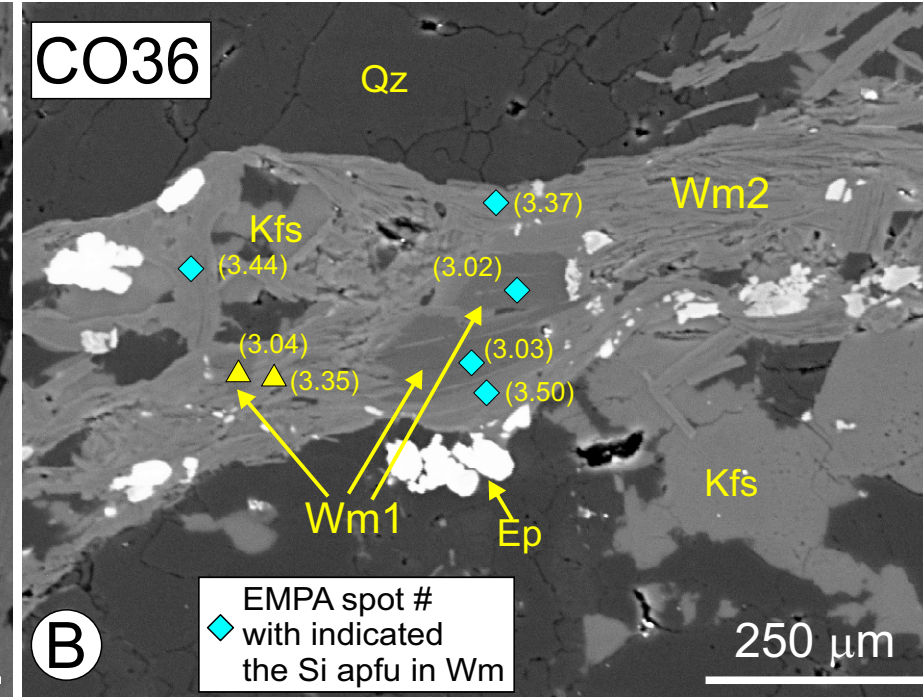 CO36
Qz
Wm2
(3.37)
Kfs
(3.44)
(3.02)
(3.04)
(3.03)
(3.35)
(3.50)
Kfs
Wm1
Ep
EMPA spot #
with indicated
the Si apfu in Wm
B
250 μm